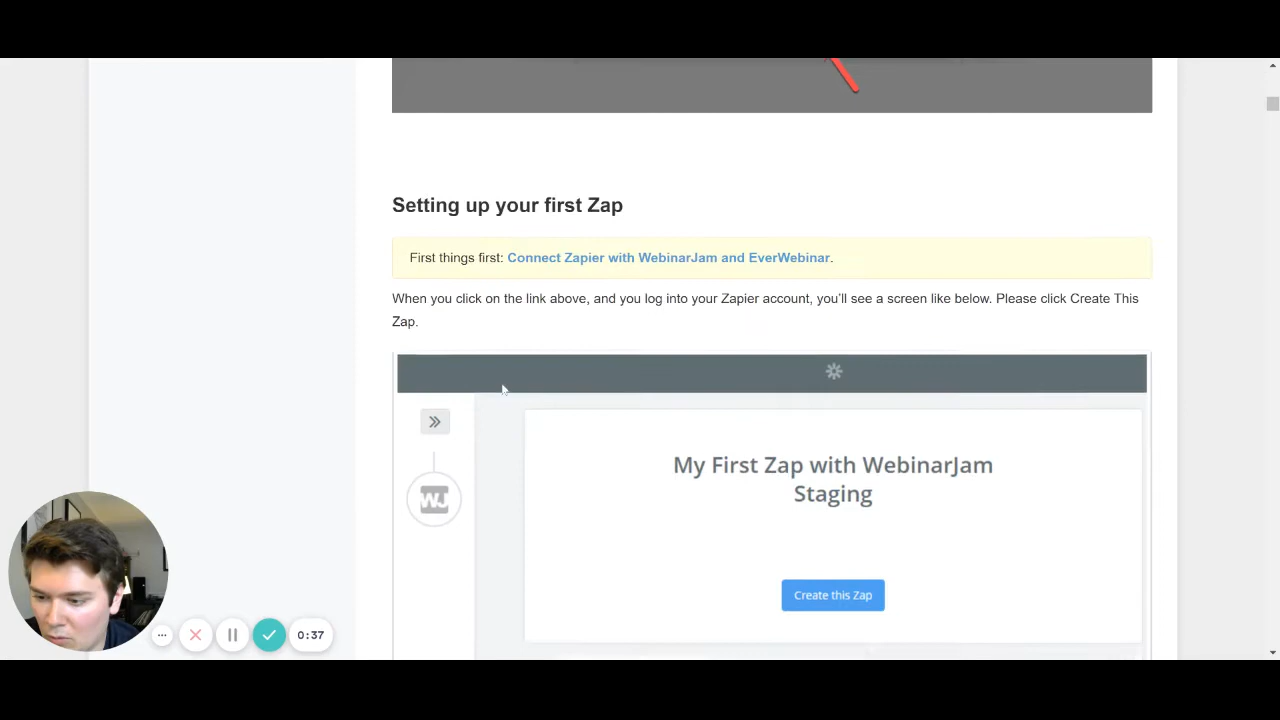 Setting up your first Zap
First things first: Connect Zapier with WebinarJam and EverWebinar.
When you click on the link above, and you log into your Zapier account, you’ll see a screen like below. Please click Create This
Zap.
WJ
My First Zap with WebinarJam
Staging
Create this Zap
0:37